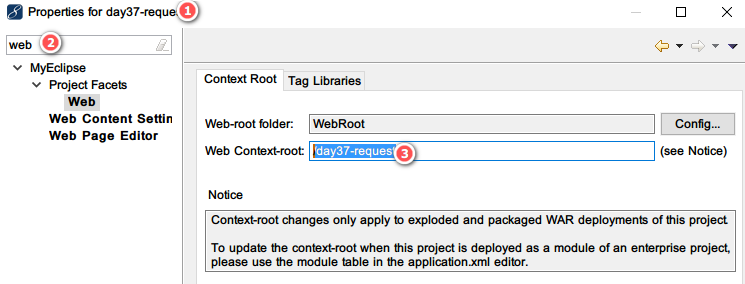 Properties for day37-reque
1
web
2
MyEclipse
Project Facets
Web
Web Content Settin
Web Page Editor
Context Root
Tag Libraries
Web-root folder: WebRoot Config...
Web Context-root: /day37-request (see Notice)
3
Notice
Context-root changes only apply to exploded and packaged WAR deployments of this project
To update the context-root when this project is deployed as a module of an enterprise project,
please use the module table in the application.xml editor.